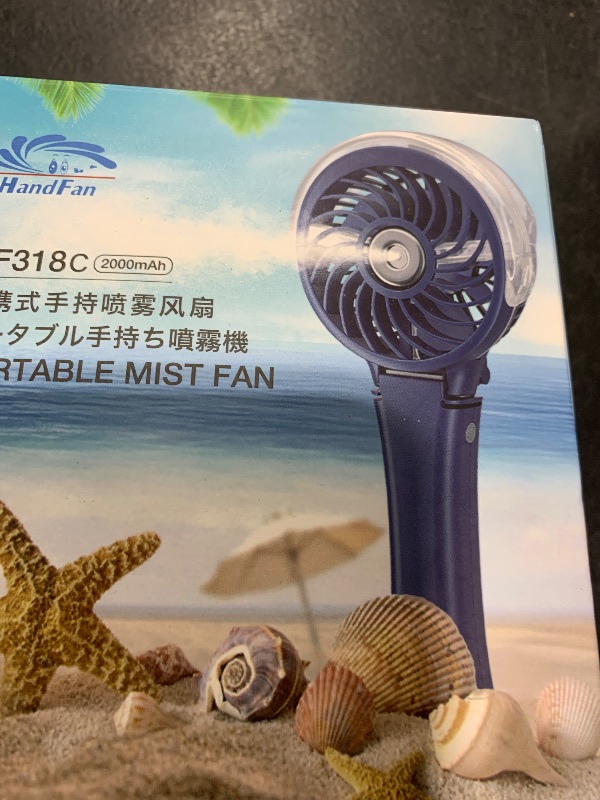 HandFan
F318C 2000mAh
携式手持喷雾风扇
ータブル手持ち噴霧機
RTABLE MIST FAN